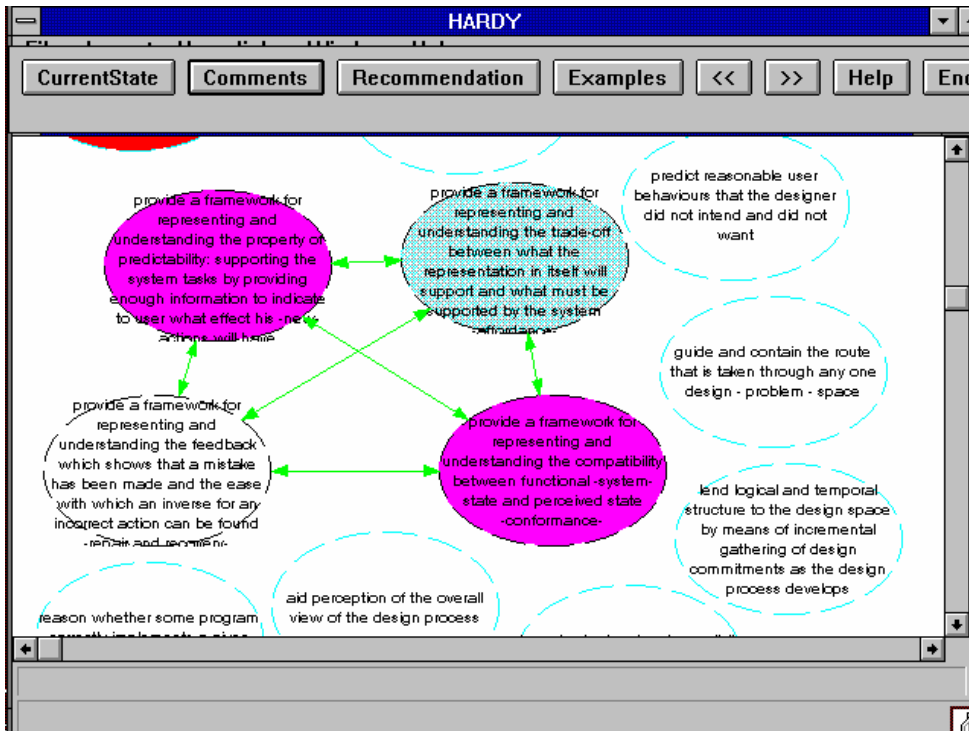 HARDY
CurrentState Comments Recommendation Examples << >> Help
provide a framework for
representing and
understanding the property of
predictability: supporting the
system tasks by providing
enough information to indicate
to user what effect his -new-
actions will have
provide a framework for
representing and
understanding the trade-off
between what the
representation in itself will
support and what must be
supported by the system
-affordance-
predict reasonable user
behaviours that the designer
did not intend and did not
want
guide and contain the route
that is taken through any one
design - problem - space
provide a framework for
representing and
understanding the feedback
which shows that a mistake
has been made and the ease
with which an inverse for any
incorrect action can be found
-repair and recovery-
provide a framework for
representing and
understanding the compatibility
between functional -system-
state and perceived state
-conformance-
lend logical and temporal
structure to the design space
by means of incremental
gathering of design
commitments as the design
process develops
reason whether some program
aid perception of the overall
view of the design process